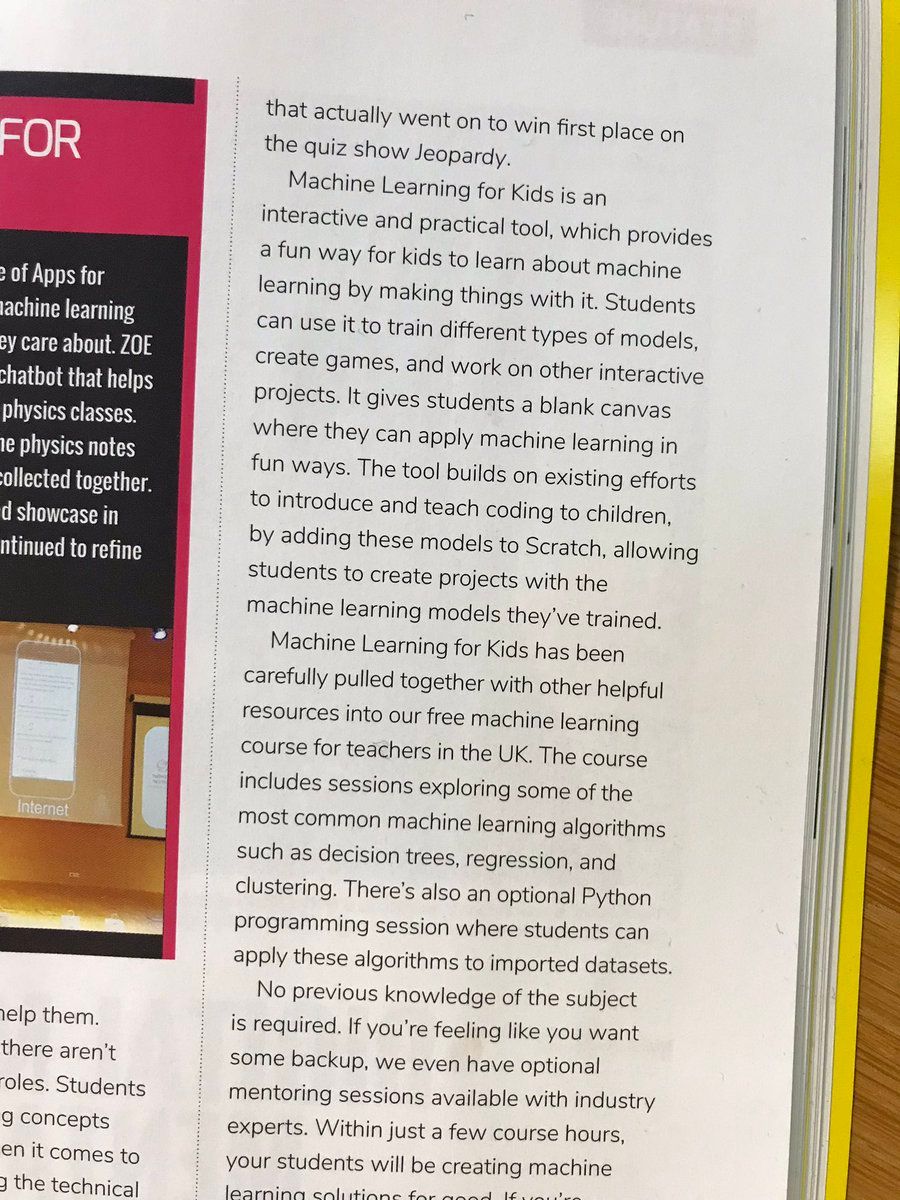 FOR
e of Apps for
machine learning
ey care about. ZOE
chatbot that helps
physics classes.
ne physics notes
collected together.
d showcase in
ntinued to refine
Internet
help them.
there aren't
roles. Students
g concepts
en it comes to
g the technical
that actually went on to win first place on
the quiz show Jeopardy.
Machine Learning for Kids is an
interactive and practical tool, which provides
a fun way for kids to learn about machine
learning by making things with it. Students
can use it to train different types of models,
create games, and work on other interactive
projects. It gives students a blank canvas
where they can apply machine learning in
fun ways. The tool builds on existing efforts
to introduce and teach coding to children,
by adding these models to Scratch, allowing
students to create projects with the
machine learning models they've trained.
Machine Learning for Kids has been
carefully pulled together with other helpful
resources into our free machine learning
course for teachers in the UK. The course
includes sessions exploring some of the
most common machine learning algorithms
such as decision trees, regression, and
clustering. There's also an optional Python
programming session where students can
apply these algorithms to imported datasets.
No previous knowledge of the subject
is required. If you're feeling like you want
some backup, we even have optional
mentoring sessions available with industry
experts. Within just a few course hours,
your students will be creating machine
learning solutions for good. If you're